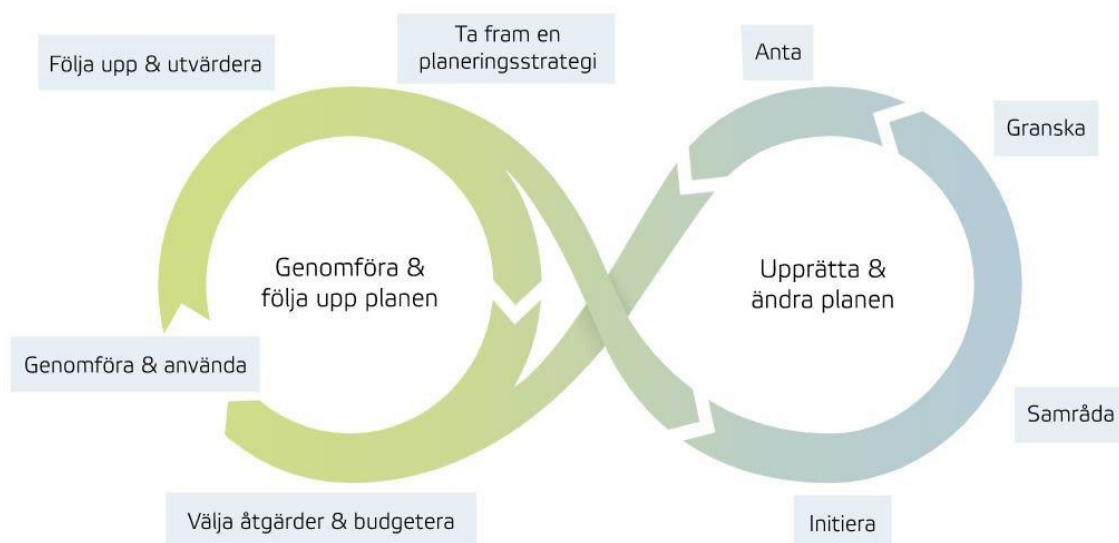 Ta fram en
planeringsstrategi
Följa upp & utvärdera
Anta
Granska
Genomföra &
följa upp planen
Upprätta &
ändra planen
Genomföra & använda
Samråda
Välja åtgärder & budgetera
Initiera